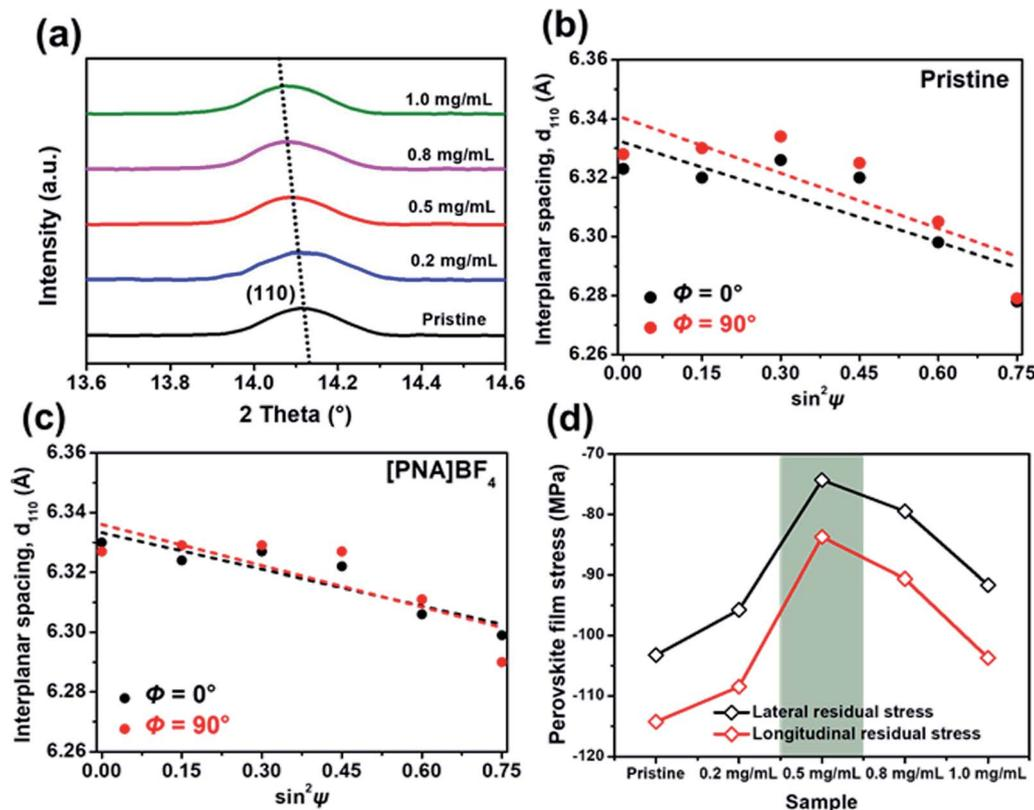 (a)
Intensity (a.u.)
1.0 mg/mL
0.8 mg/mL
0.5 mg/mL
0.2 mg/mL
(110)
Pristine
13.6 13.8 14.0 14.2 14.4 14.6
2 Theta (°)
(b)
Interplanar spacing, d₁₁₀ (Å)
6.36
6.34
6.32
6.30
6.28
6.26
Pristine
Φ = 0°
Φ = 90°
0.00 0.15 0.30 0.45 0.60 0.75
sin²ψ
(c)
Interplanar spacing, d₁₁₀ (Å)
6.36
6.34
6.32
6.30
6.28
6.26
[PNA]BF₄
Φ = 0°
Φ = 90°
0.00 0.15 0.30 0.45 0.60 0.75
sin²ψ
(d)
Perovskite film stress (MPa)
-70
-80
-90
-100
-110
-120
Lateral residual stress
Longitudinal residual stress
Pristine 0.2 mg/mL 0.5 mg/mL 0.8 mg/mL 1.0 mg/mL
Sample